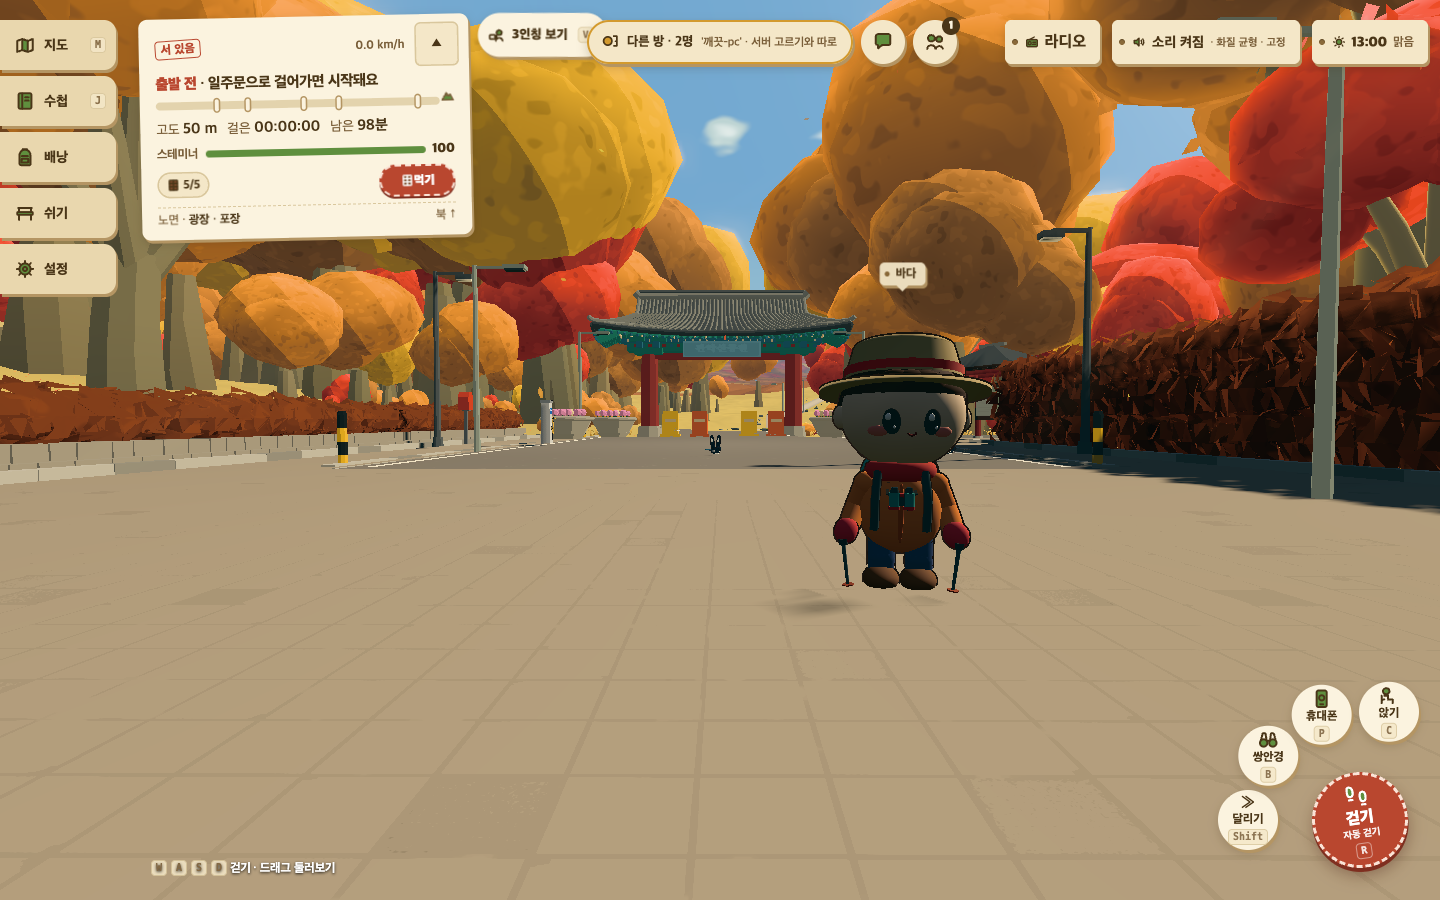 지도 M
수첩 J
배낭
쉬기
설정
서 있음
0.0 km/h
출발 전 · 일주문으로 걸어가면 시작돼요
고도 50 m 걸은 00:00:00 남은 98분
스테미너 100
5/5
먹기
노면 · 광장 · 포장
북 ↑
3인칭 보기
다른 방 · 2명 '깨끗-pc' · 서버 고르기와 따로
1
라디오
소리 켜짐 · 화질 균형 · 고정
13:00 맑음
바다
휴대폰
P
앉기
C
쌍안경
B
달리기
Shift
걷기
자동 걷기
R
W A S D 걷기 · 드래그 둘러보기